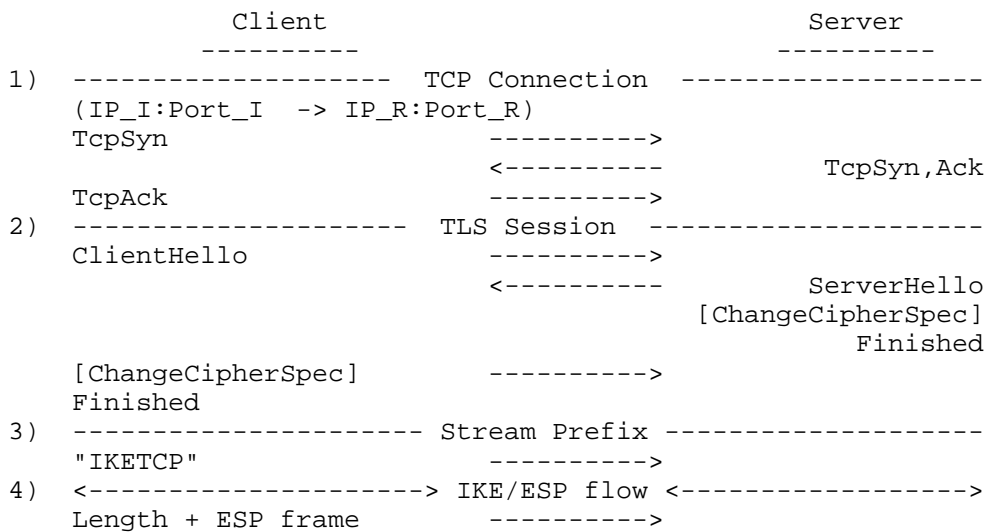 Client                              Server
            ----------                          ----------
1)  --------------------  TCP Connection  -------------------
    (IP_I:Port_I  -> IP_R:Port_R)
    TcpSyn                    ---------->
                              <----------          TcpSyn,Ack
    TcpAck                    ---------->
2)  ---------------------  TLS Session  ---------------------
    ClientHello               ---------->
                              <----------         ServerHello
                                           [ChangeCipherSpec]
                                                     Finished
    [ChangeCipherSpec]        ---------->
    Finished
3)  ---------------------- Stream Prefix --------------------
    "IKETCP"                  ---------->
4)  <---------------------> IKE/ESP flow <------------------>
    Length + ESP frame        ---------->